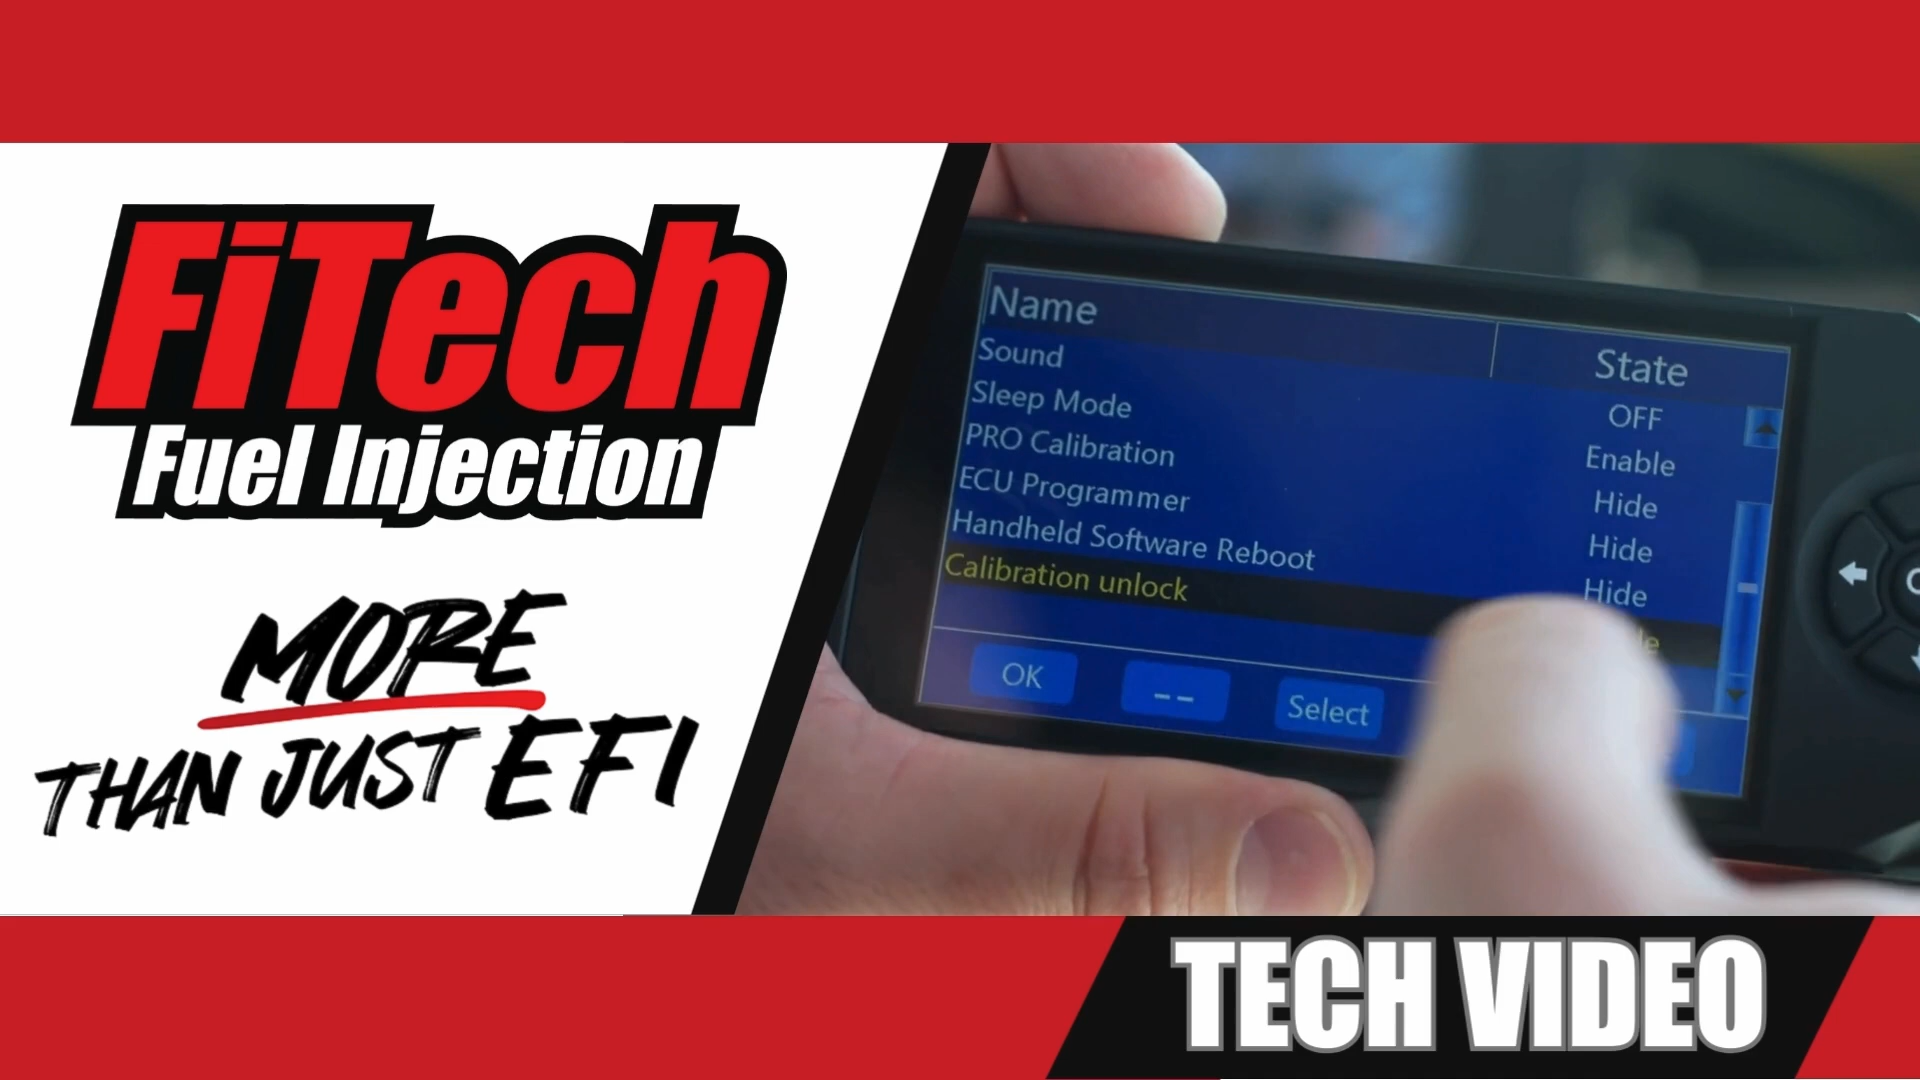 FiTech
Fuel Injection
MORE
THAN JUST EFI
Name State
Sound OFF
Sleep Mode Enable
PRO Calibration Hide
ECU Programmer Hide
Handheld Software Reboot Hide
Calibration unlock
OK -- Select
TECH VIDEO